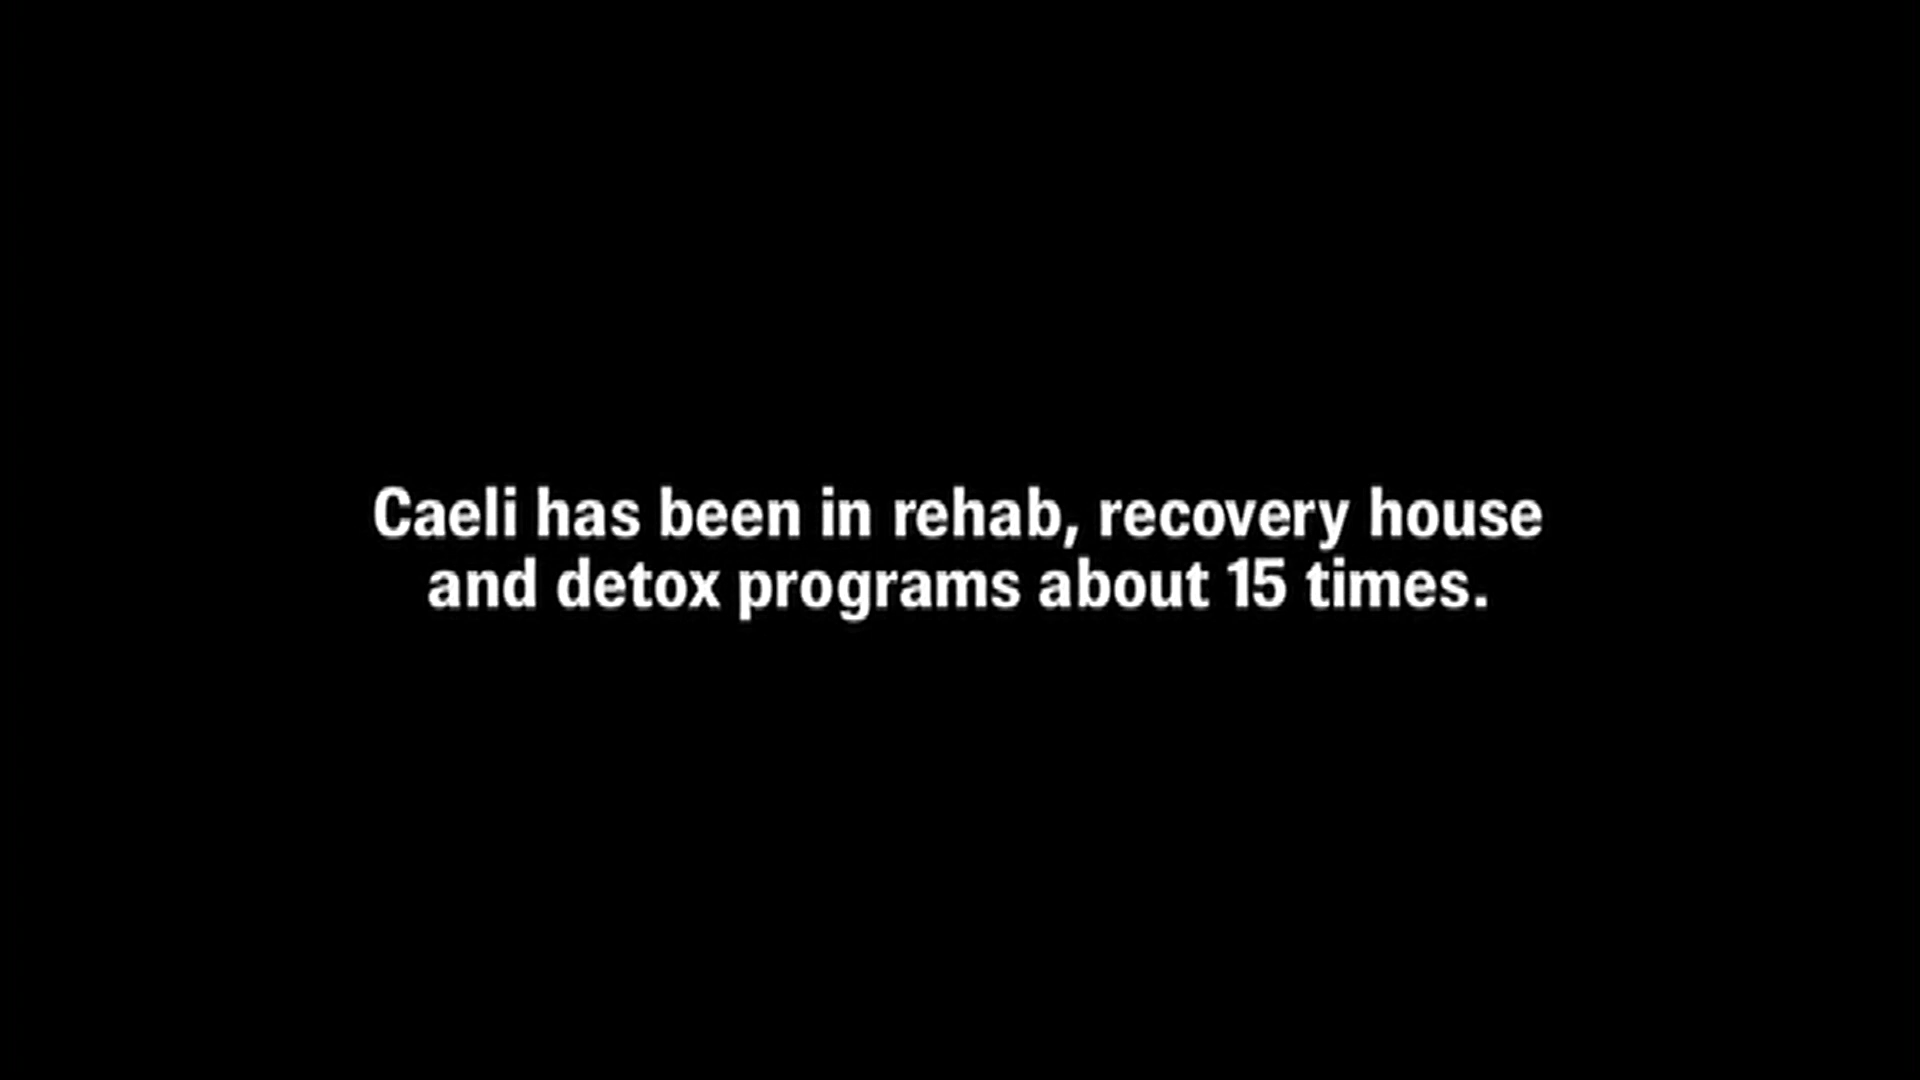 Caeli has been in rehab, recovery house
and detox programs about 15 times.